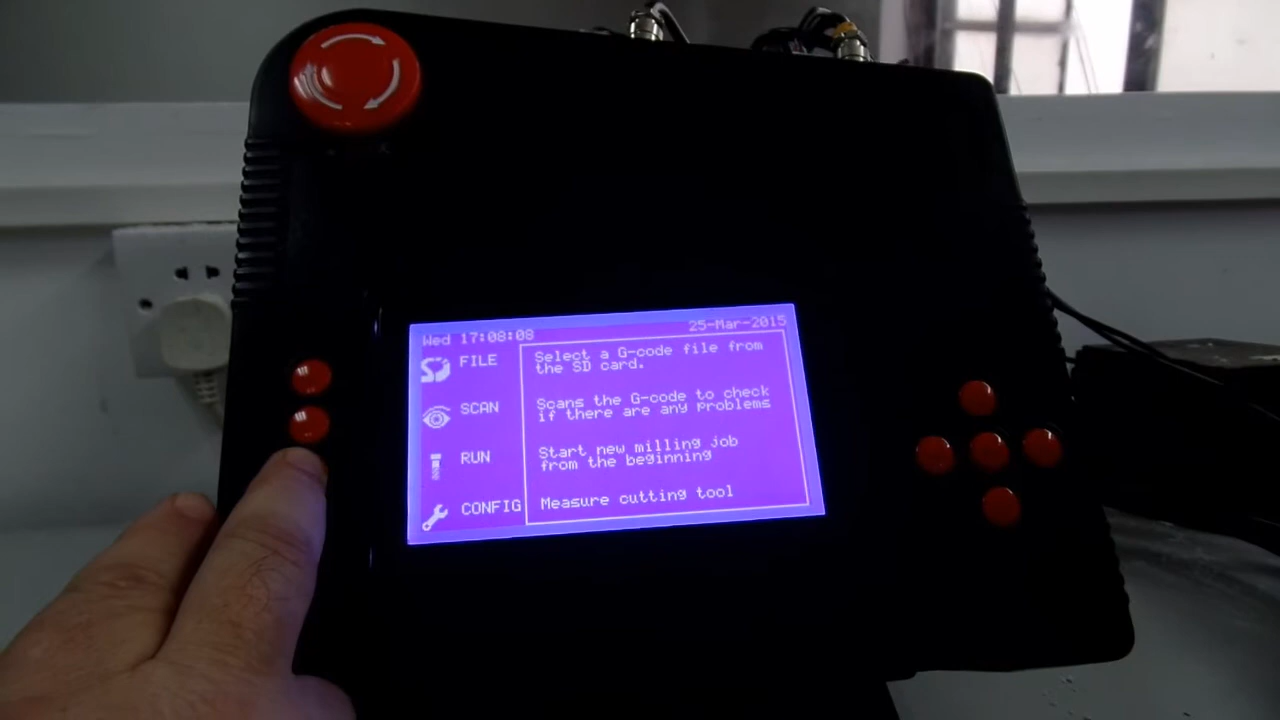 Wed 17:08:08 25-Mar-2015
FILE
Select a G-code file from
the SD card.
SCAN
Scans the G-code to check
if there are any problems
RUN
Start new milling job
from the beginning
CONFIG
Measure cutting tool